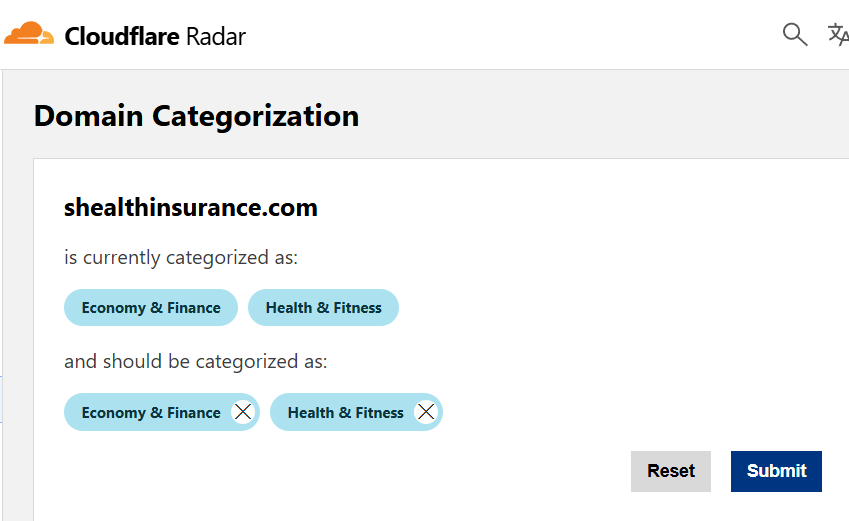 Cloudflare Radar
Domain Categorization
shealthinsurance.com
is currently categorized as:
Economy & Finance Health & Fitness
and should be categorized as:
Economy & Finance Health & Fitness
Reset Submit